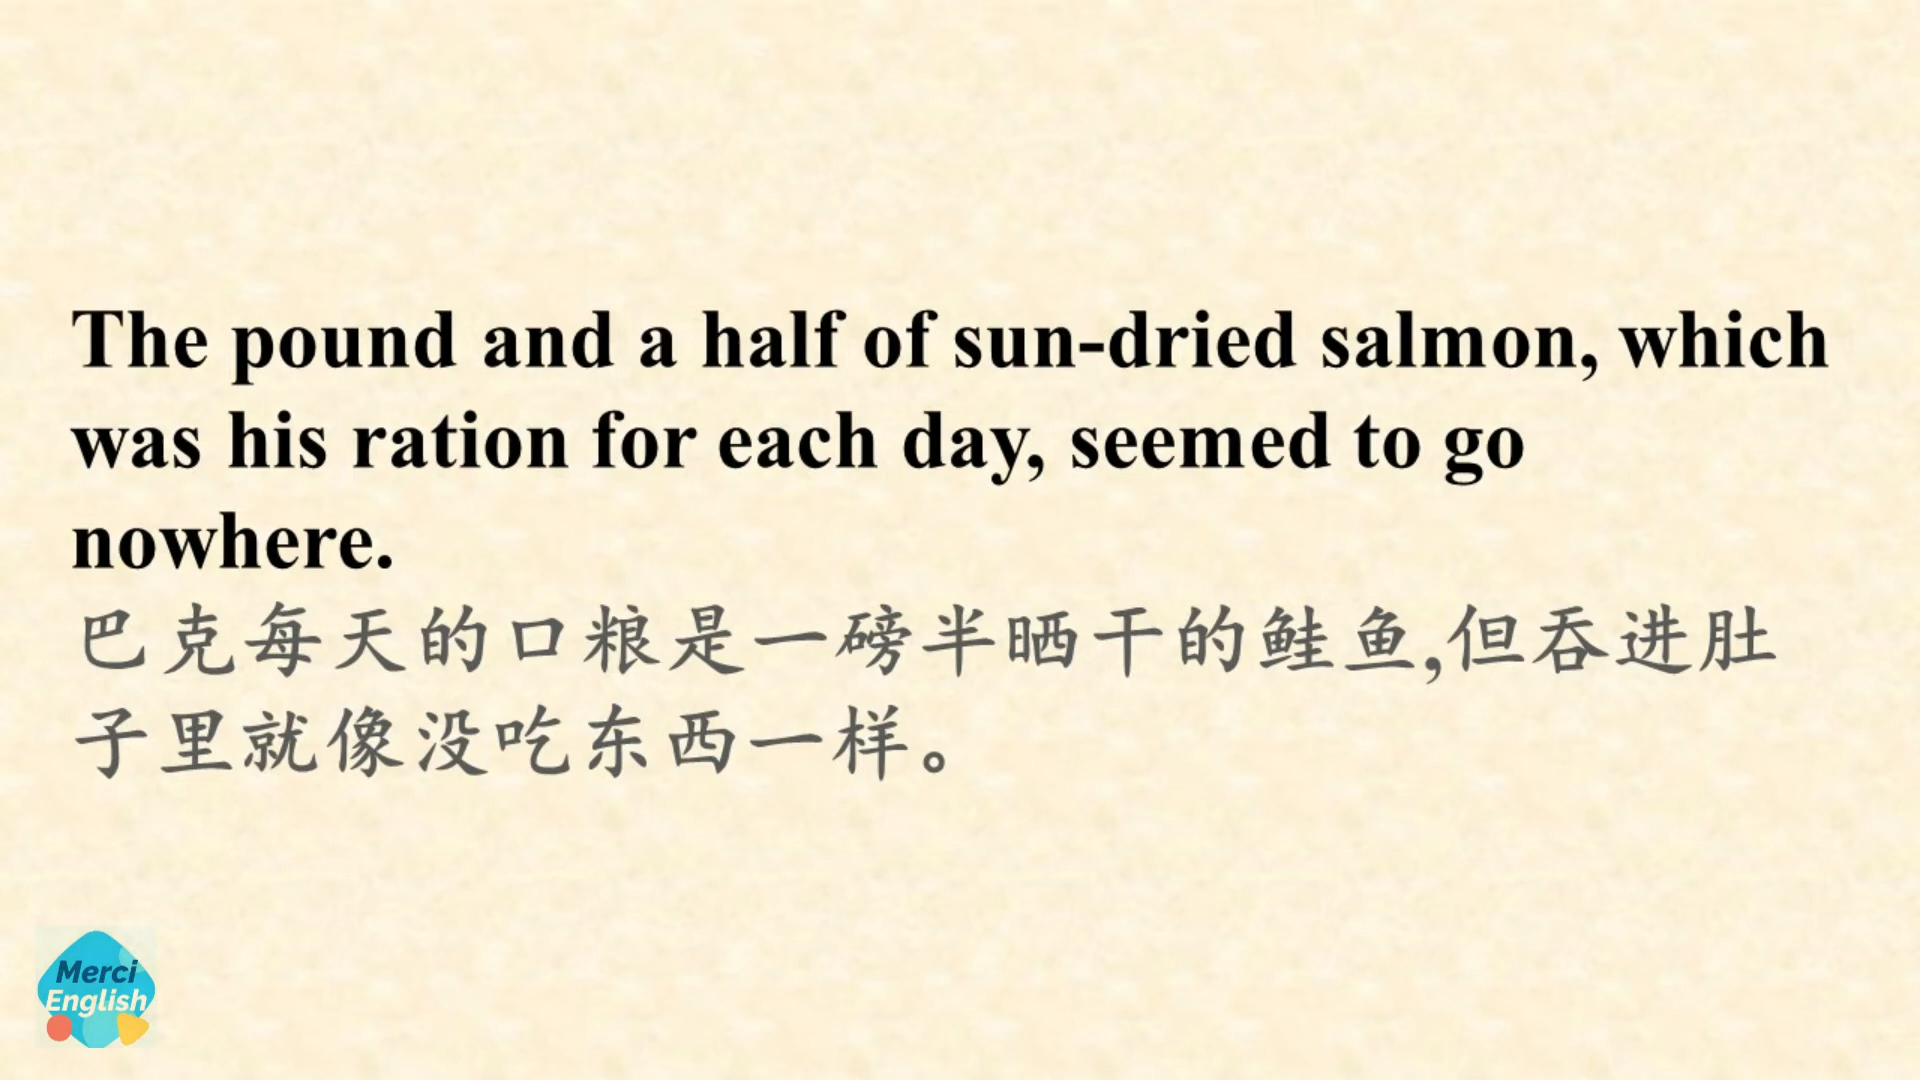 The pound and a half of sun-dried salmon, which
was his ration for each day, seemed to go
nowhere.
巴克每天的口粮是一磅半晒干的鲑鱼,但吞进肚
子里就像没吃东西一样。
Merci
English